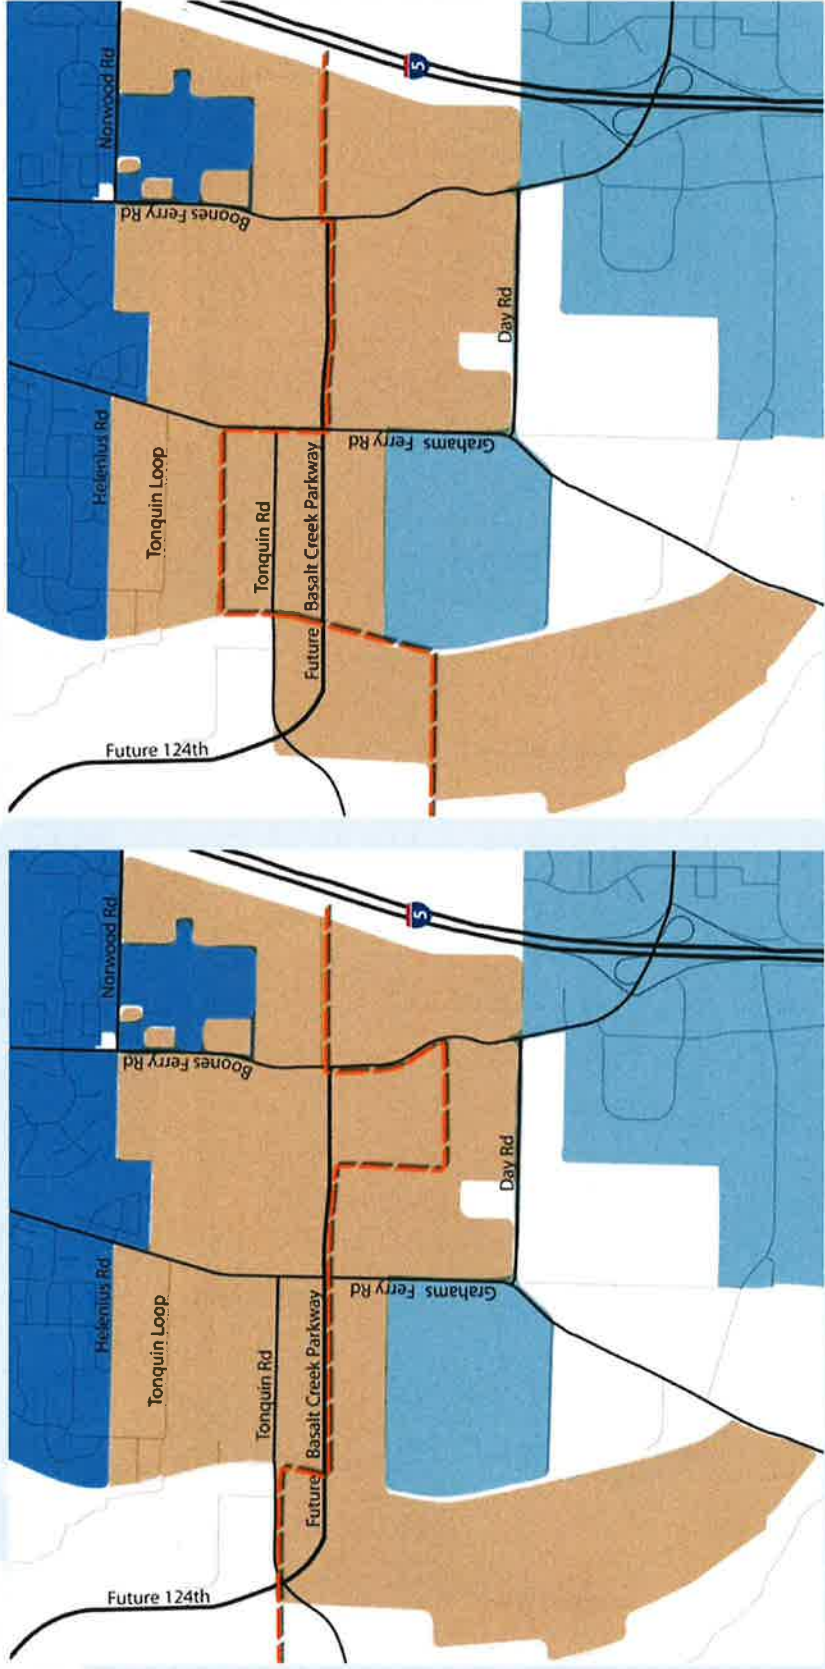 Norwood Rd
5
Boones Ferry Rd
Day Rd
Helenius Rd
Tonquin Loop
Grahams Ferry Rd
Tonquin Rd
Future Basalt Creek Parkway
Future 124th
Norwood Rd
5
Boones Ferry Rd
Day Rd
Helenius Rd
Tonquin Loop
Grahams Ferry Rd
Tonquin Rd
Future Basalt Creek Parkway
Future 124th